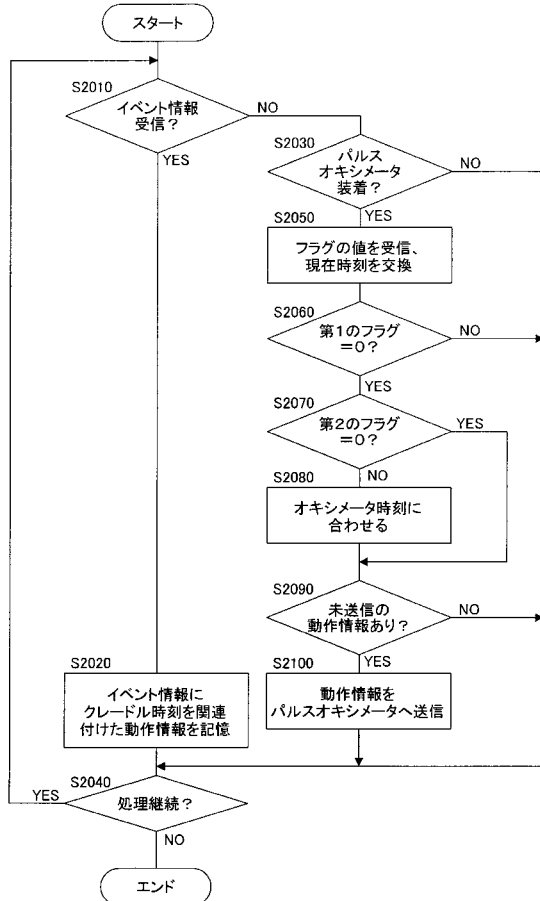 スタート
S2010
イベント情報
受信？
NO
YES
S2030
パルス
オキシメータ
装着？
NO
YES
S2050
フラグの値を受信、
現在時刻を交換
S2060
第1のフラグ
＝0？
NO
YES
S2070
第2のフラグ
＝0？
YES
NO
S2080
オキシメータ時刻に
合わせる
S2090
未送信の
動作情報あり？
NO
YES
S2020
イベント情報に
クレードル時刻を関連
付けた動作情報を記憶
S2100
動作情報を
パルスオキシメータへ送信
S2040
処理継続？
YES
NO
エンド